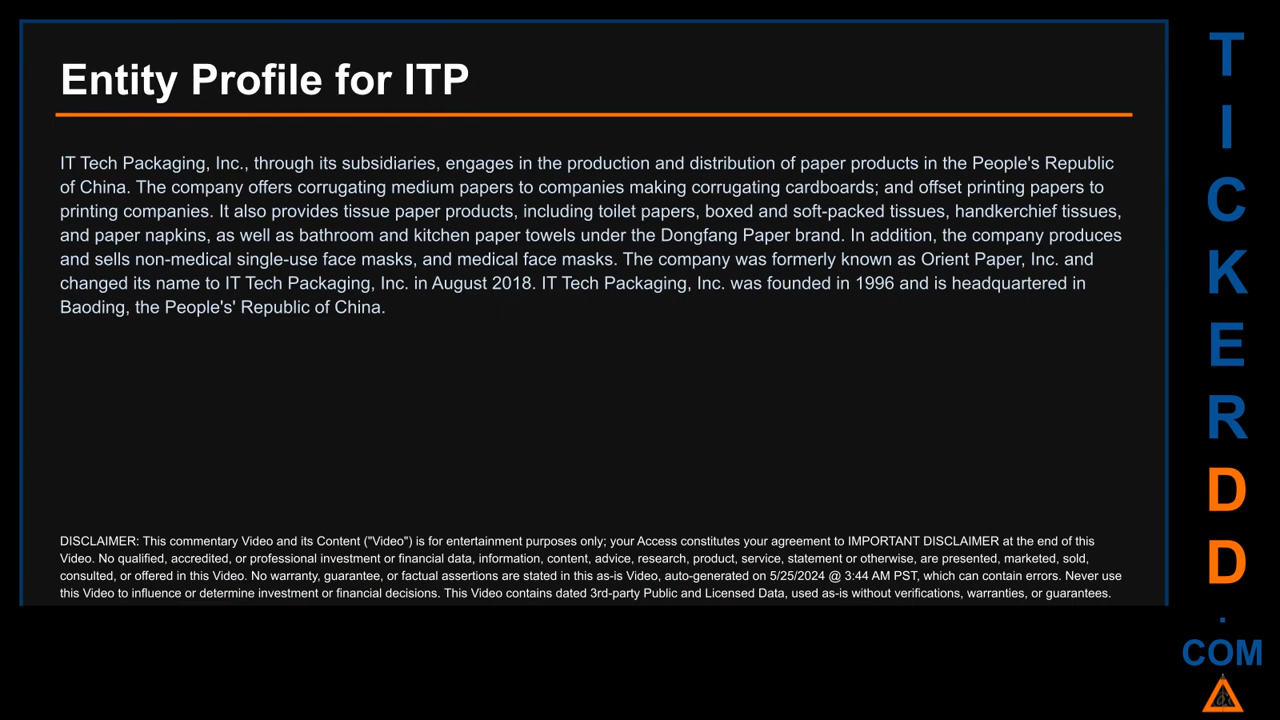 Entity Profile for ITP
IT Tech Packaging, Inc., through its subsidiaries, engages in the production and distribution of paper products in the People's Republic
of China. The company offers corrugating medium papers to companies making corrugating cardboards; and offset printing papers to
printing companies. It also provides tissue paper products, including toilet papers, boxed and soft-packed tissues, handkerchief tissues,
and paper napkins, as well as bathroom and kitchen paper towels under the Dongfang Paper brand. In addition, the company produces
and sells non-medical single-use face masks, and medical face masks. The company was formerly known as Orient Paper, Inc. and
changed its name to IT Tech Packaging, Inc. in August 2018. IT Tech Packaging, Inc. was founded in 1996 and is headquartered in
Baoding, the People's' Republic of China.
DISCLAIMER: This commentary Video and its Content ("Video") is for entertainment purposes only; your Access constitutes your agreement to IMPORTANT DISCLAIMER at the end of this
Video. No qualified, accredited, or professional investment or financial data, information, content, advice, research, product, service, statement or otherwise, are presented, marketed, sold,
consulted, or offered in this Video. No warranty, guarantee, or factual assertions are stated in this as-is Video, auto-generated on 5/25/2024 @ 3:44 AM PST, which can contain errors. Never use
this Video to influence or determine investment or financial decisions. This Video contains dated 3rd-party Public and Licensed Data, used as-is without verifications, warranties, or guarantees.
T
I
C
K
E
R
D
D
.
COM